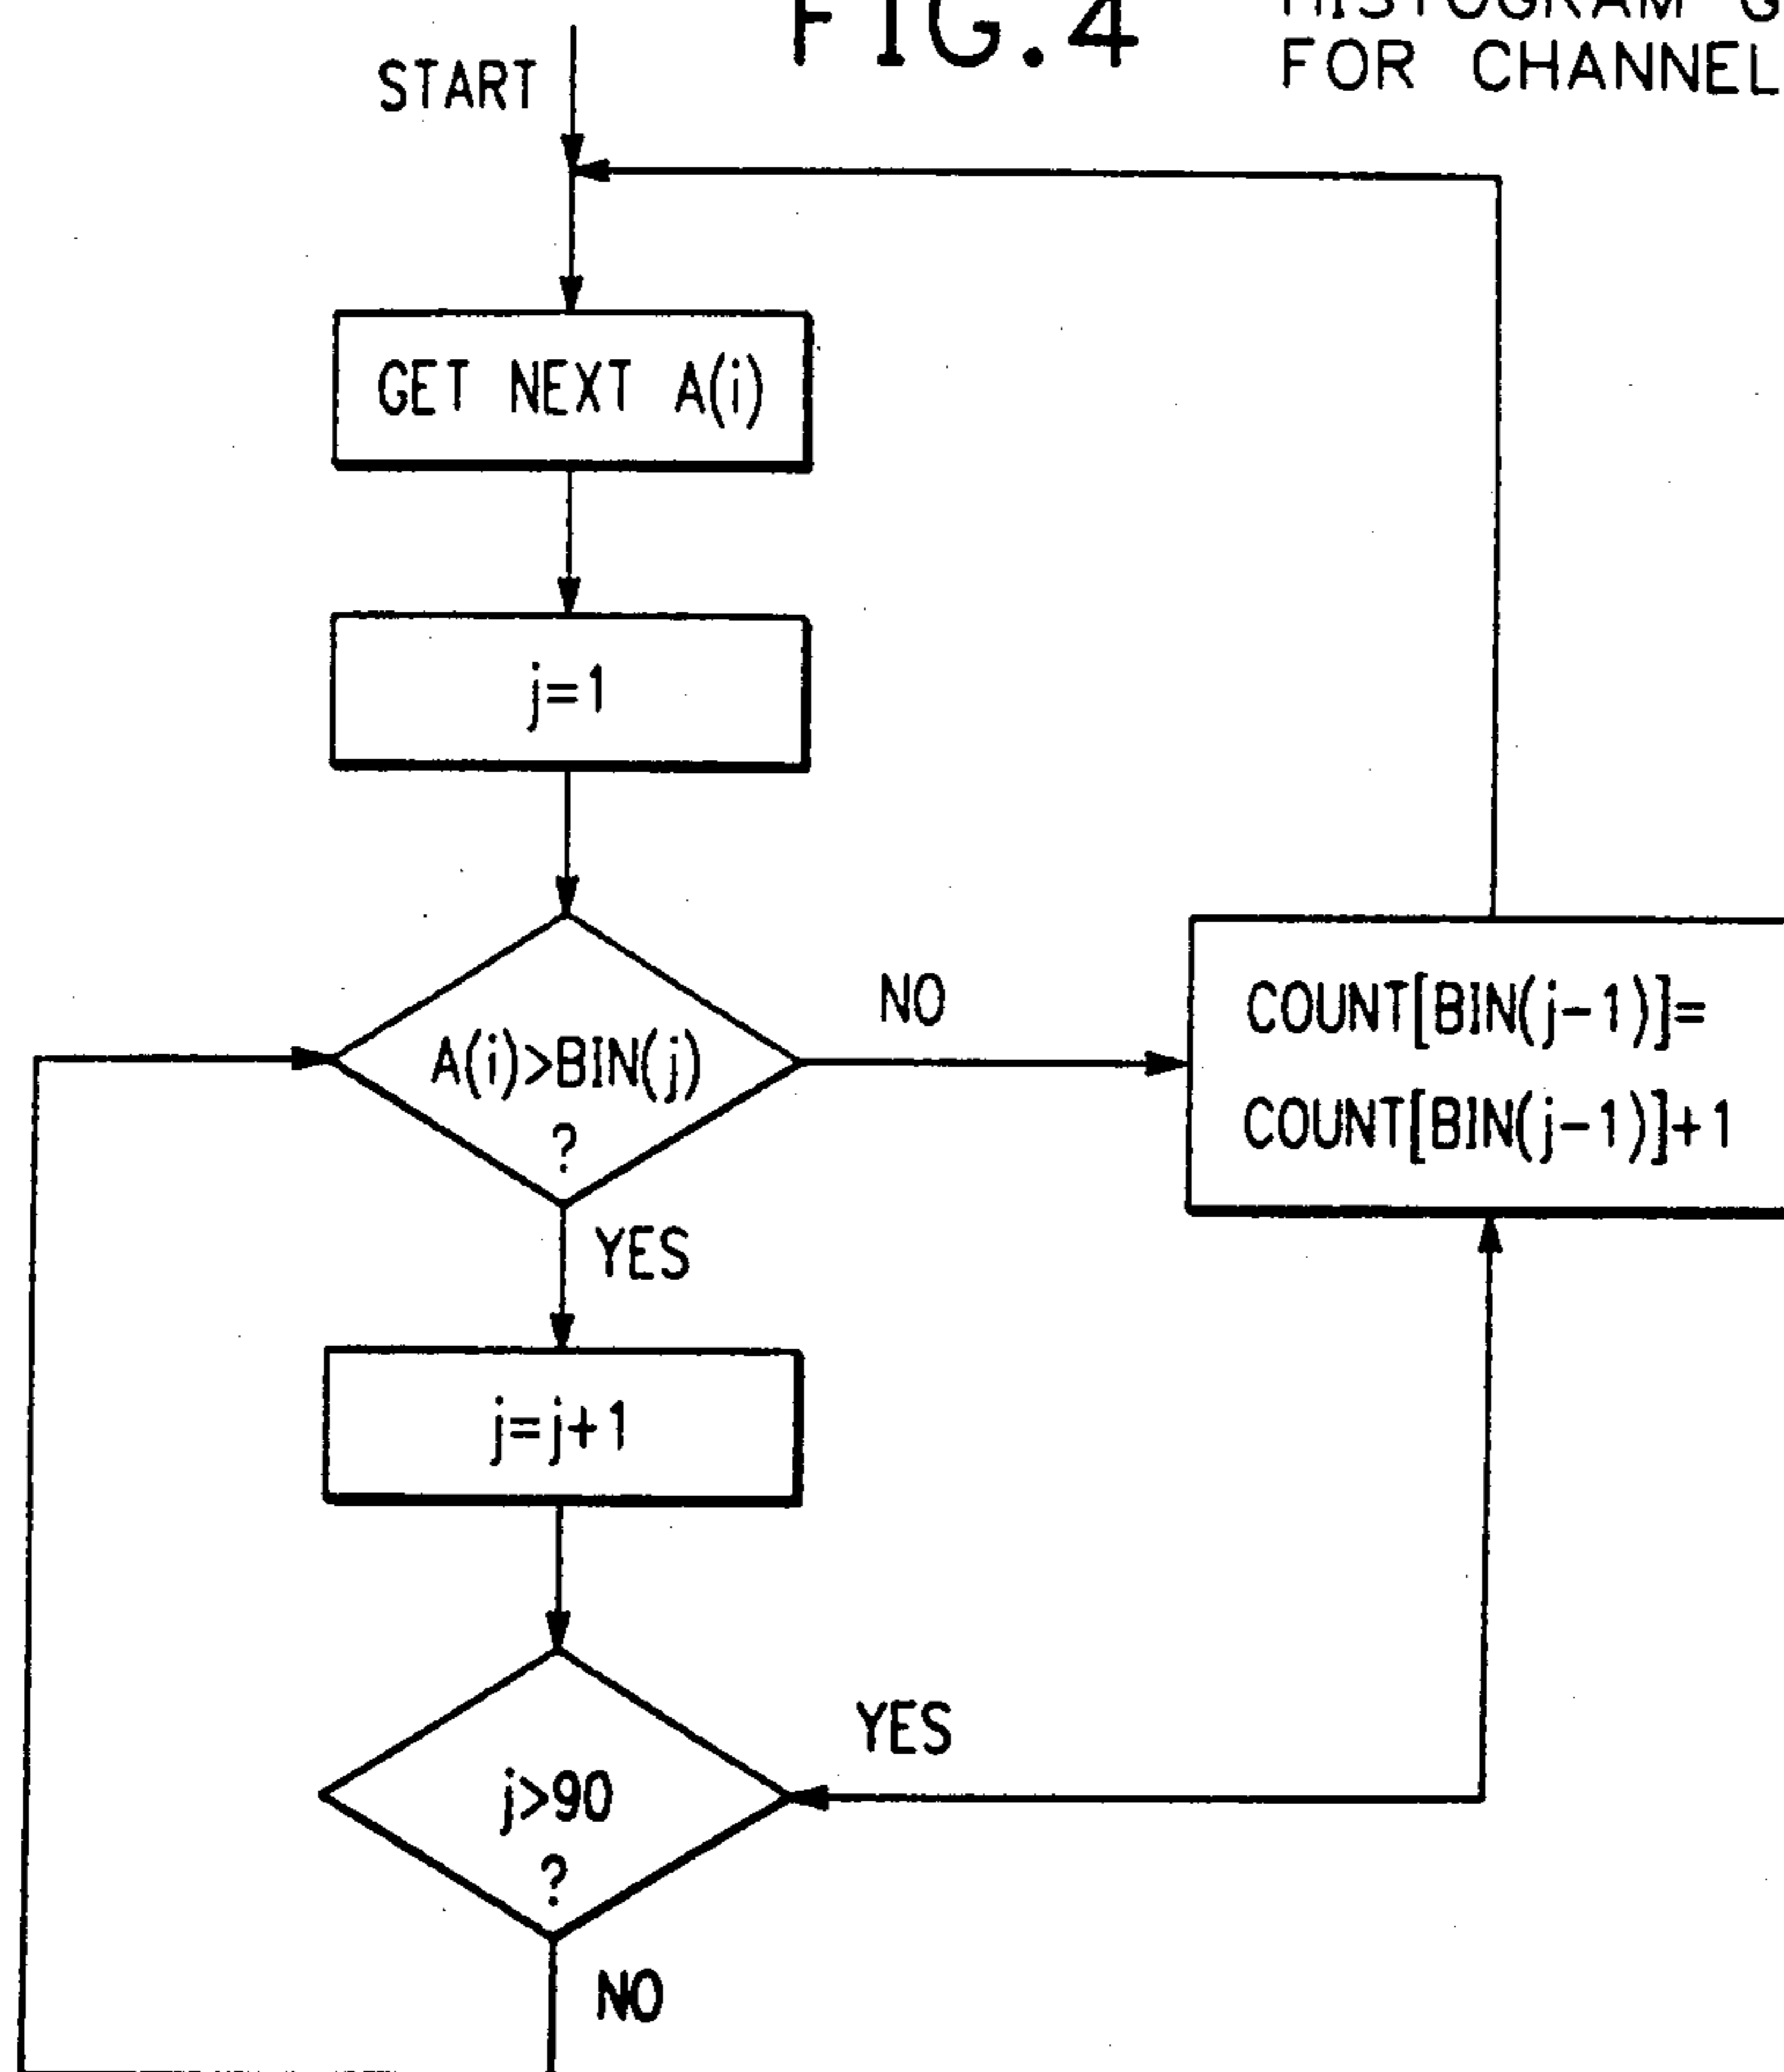 FIG.4
HISTOGRAM G
FOR CHANNEL
START
GET NEXT A(i)
j=1
A(i)>BIN(j)
?
NO
COUNT[BIN(j-1)]=
COUNT[BIN(j-1)]+1
YES
j=j+1
YES
j>90
?
NO